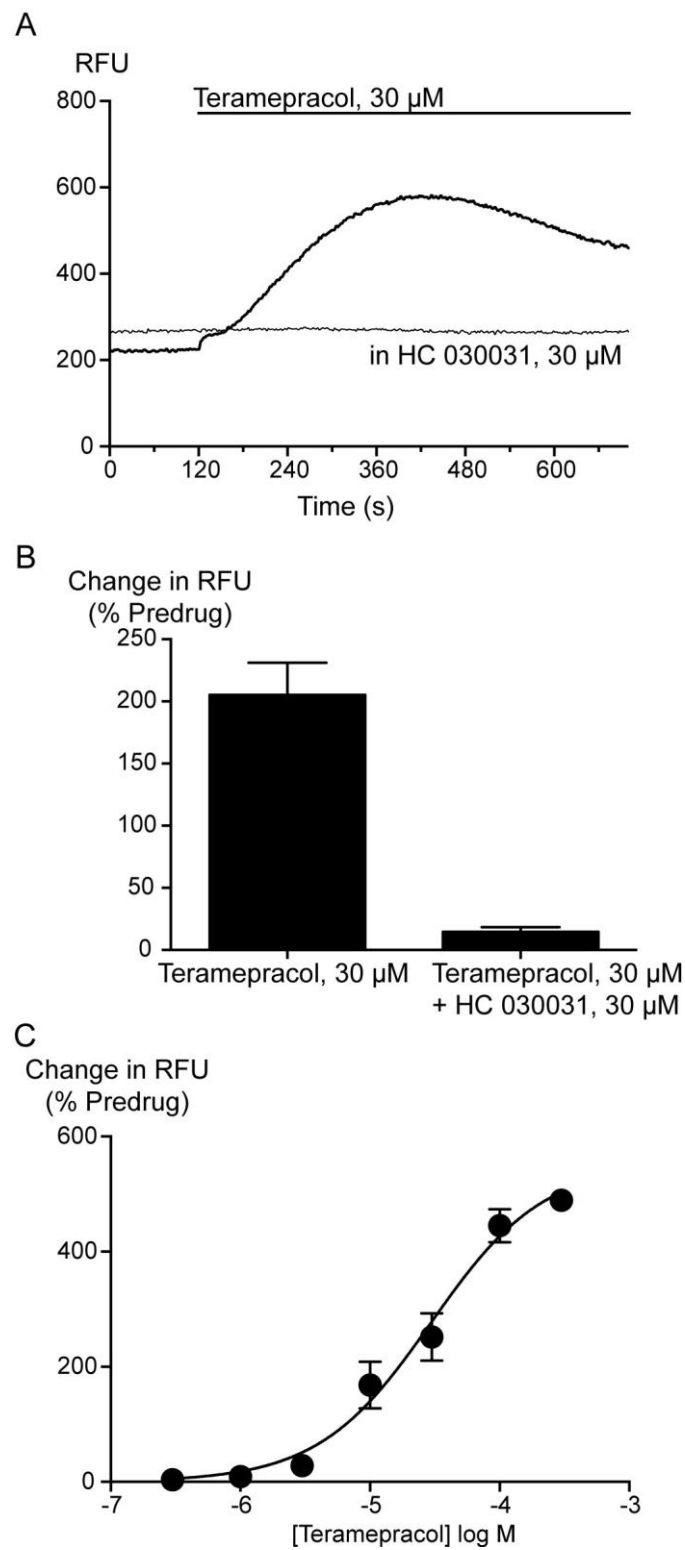 A
RFU
800
Terameprocol, 30 µM
600
400
200
in HC 030031, 30 µM
0
0 120 240 360 480 600
Time (s)
B
Change in RFU
(% Predrug)
250
200
150
100
50
0
Teramepracol, 30 µM Teramepracol, 30 µM
+ HC 030031, 30 µM
C
Change in RFU
(% Predrug)
600
400
200
0
-7 -6 -5 -4 -3
[Teramepracol] log M